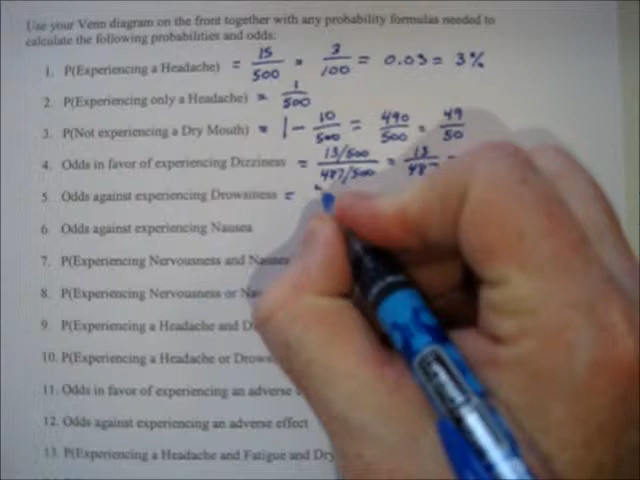 Use your Venn diagram on the front together with any probability formulas needed to
calculate the following probabilities and odds:
1. P(Experiencing a Headache) = 15/500 = 3/100 = 0.03 = 3%
2. P(Experiencing only a Headache) = 1/500
3. P(Not experiencing a Dry Mouth) = 1 - 10/500 = 490/500 = 49/50
4. Odds in favor of experiencing Dizziness = 13/500 / 487/500 = 13/487
5. Odds against experiencing Drowsiness =
6. Odds against experiencing Nausea
7. P(Experiencing Nervousness and Nausea
8. P(Experiencing Nervousness or
9. P(Experiencing a Headache and
10. P(Experiencing a Headache or
11. Odds in favor of experiencing an adverse
12. Odds against experiencing an adverse effect
13. P(Experiencing a Headache and Fatigue and Dry